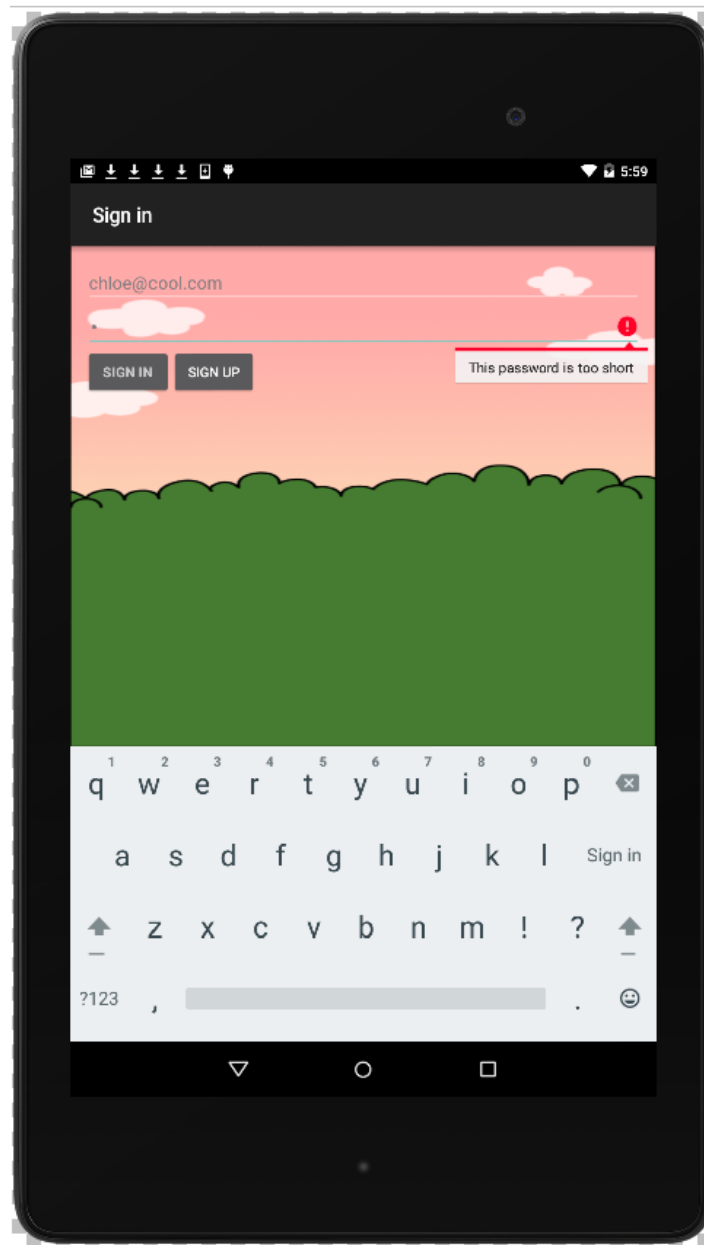 5:59
Sign in
chloe@cool.com
•
SIGN IN SIGN UP
This password is too short
1 2 3 4 5 6 7 8 9 0
q w e r t y u i o p
a s d f g h j k l Sign in
z x c v b n m ! ?
?123 , .